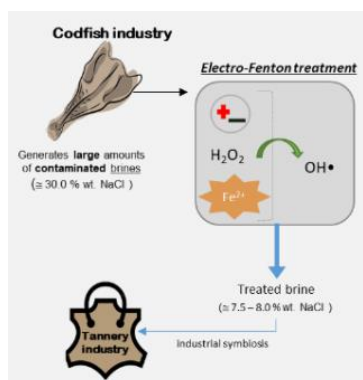 Codfish industry
Electro-Fenton treatment
H₂O₂
OH•
Fe²⁺
Generates large amounts
of contaminated brines
(≅ 30.0 % wt. NaCl )
Treated brine
(≅ 7.5 – 8.0 % wt. NaCl )
industrial symbiosis
Tannery
industry